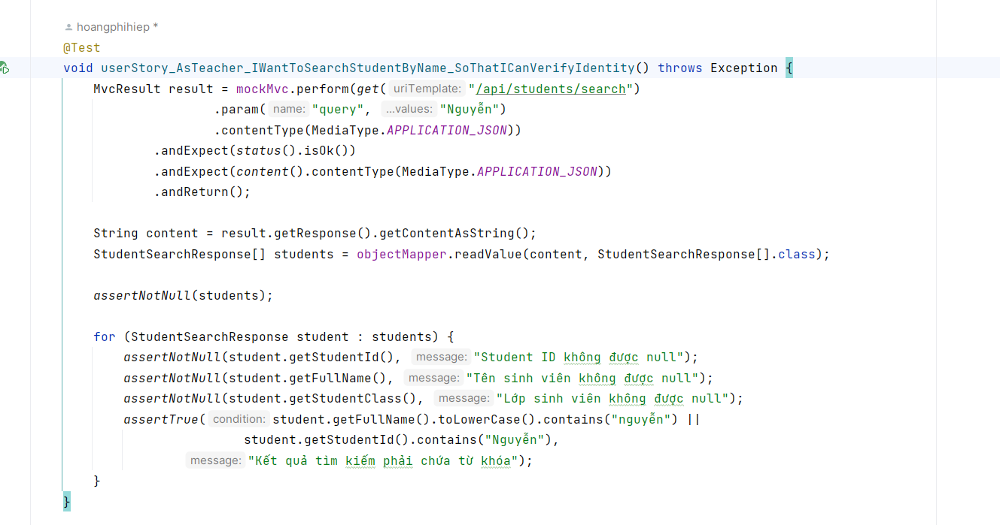 hoangphihiep *
@Test
void userStory_AsTeacher_IWantToSearchStudentByName_SoThatICanVerifyIdentity() throws Exception {
MvcResult result = mockMvc.perform(get( uriTemplate: "/api/students/search")
.param( name: "query", ...values: "Nguyễn")
.contentType(MediaType.APPLICATION_JSON))
.andExpect(status().isOk())
.andExpect(content().contentType(MediaType.APPLICATION_JSON))
.andReturn();
String content = result.getResponse().getContentAsString();
StudentSearchResponse[] students = objectMapper.readValue(content, StudentSearchResponse[].class);
assertNotNull(students);
for (StudentSearchResponse student : students) {
assertNotNull(student.getStudentId(), message: "Student ID không được null");
assertNotNull(student.getFullName(), message: "Tên sinh viên không được null");
assertNotNull(student.getStudentClass(), message: "Lớp sinh viên không được null");
assertTrue( condition: student.getFullName().toLowerCase().contains("nguyễn") ||
student.getStudentId().contains("Nguyễn"),
message: "Kết quả tìm kiếm phải chứa từ khóa");
}
}